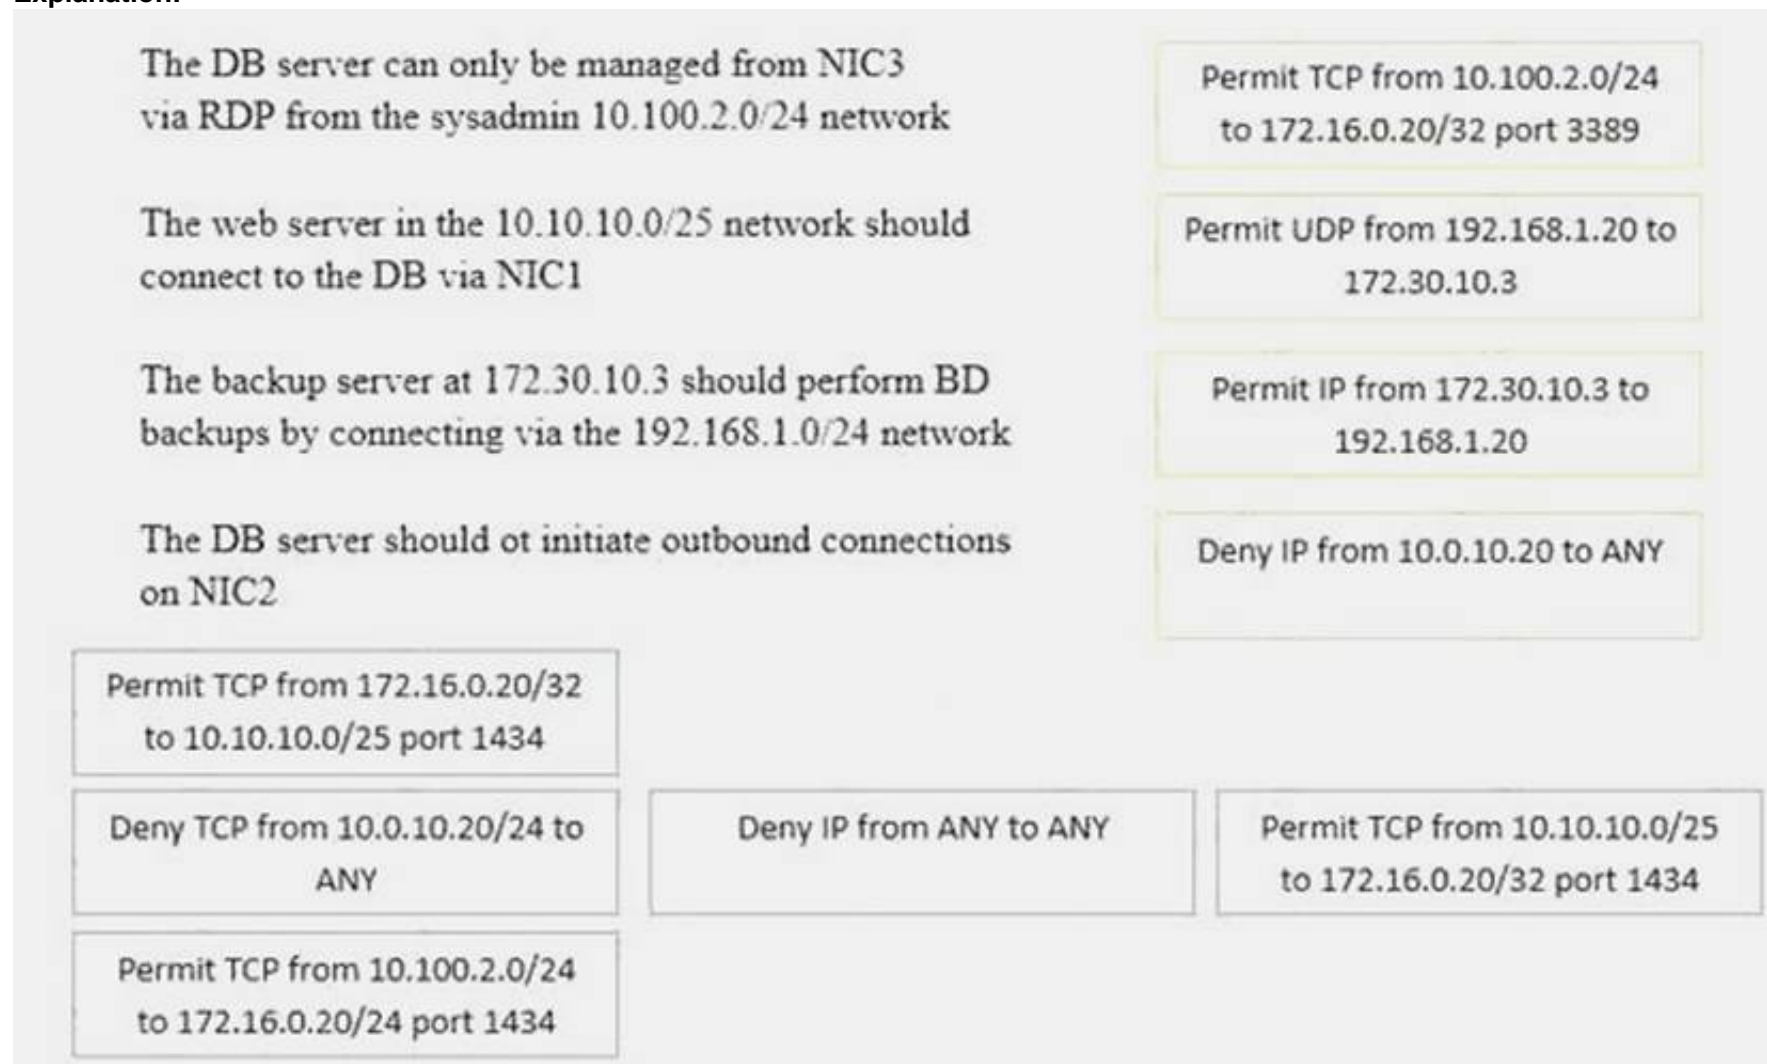 Explanation:
The DB server can only be managed from NIC3
via RDP from the sysadmin 10.100.2.0/24 network
Permit TCP from 10.100.2.0/24
to 172.16.0.20/32 port 3389
The web server in the 10.10.10.0/25 network should
connect to the DB via NIC1
Permit UDP from 192.168.1.20 to
172.30.10.3
The backup server at 172.30.10.3 should perform BD
backups by connecting via the 192.168.1.0/24 network
Permit IP from 172.30.10.3 to
192.168.1.20
The DB server should ot initiate outbound connections
on NIC2
Deny IP from 10.0.10.20 to ANY
Permit TCP from 172.16.0.20/32
to 10.10.10.0/25 port 1434
Deny TCP from 10.0.10.20/24 to
ANY
Deny IP from ANY to ANY
Permit TCP from 10.10.10.0/25
to 172.16.0.20/32 port 1434
Permit TCP from 10.100.2.0/24
to 172.16.0.20/24 port 1434